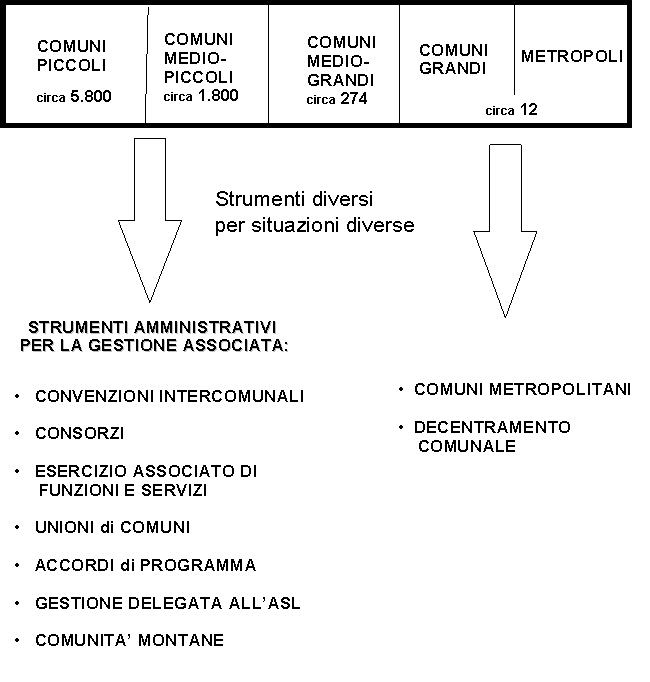 COMUNI
PICCOLI
circa 5.800
COMUNI
MEDIO-
PICCOLI
circa 1.800
COMUNI
MEDIO-
GRANDI
circa 274
COMUNI
GRANDI
METROPOLI
circa 12
Strumenti diversi
per situazioni diverse
STRUMENTI AMMINISTRATIVI
PER LA GESTIONE ASSOCIATA:
• CONVENZIONI INTERCOMUNALI
• CONSORZI
• ESERCIZIO ASSOCIATO DI
FUNZIONI E SERVIZI
• UNIONI di COMUNI
• ACCORDI di PROGRAMMA
• GESTIONE DELEGATA ALL'ASL
• COMUNITA' MONTANE
• COMUNI METROPOLITANI
• DECENTRAMENTO
COMUNALE